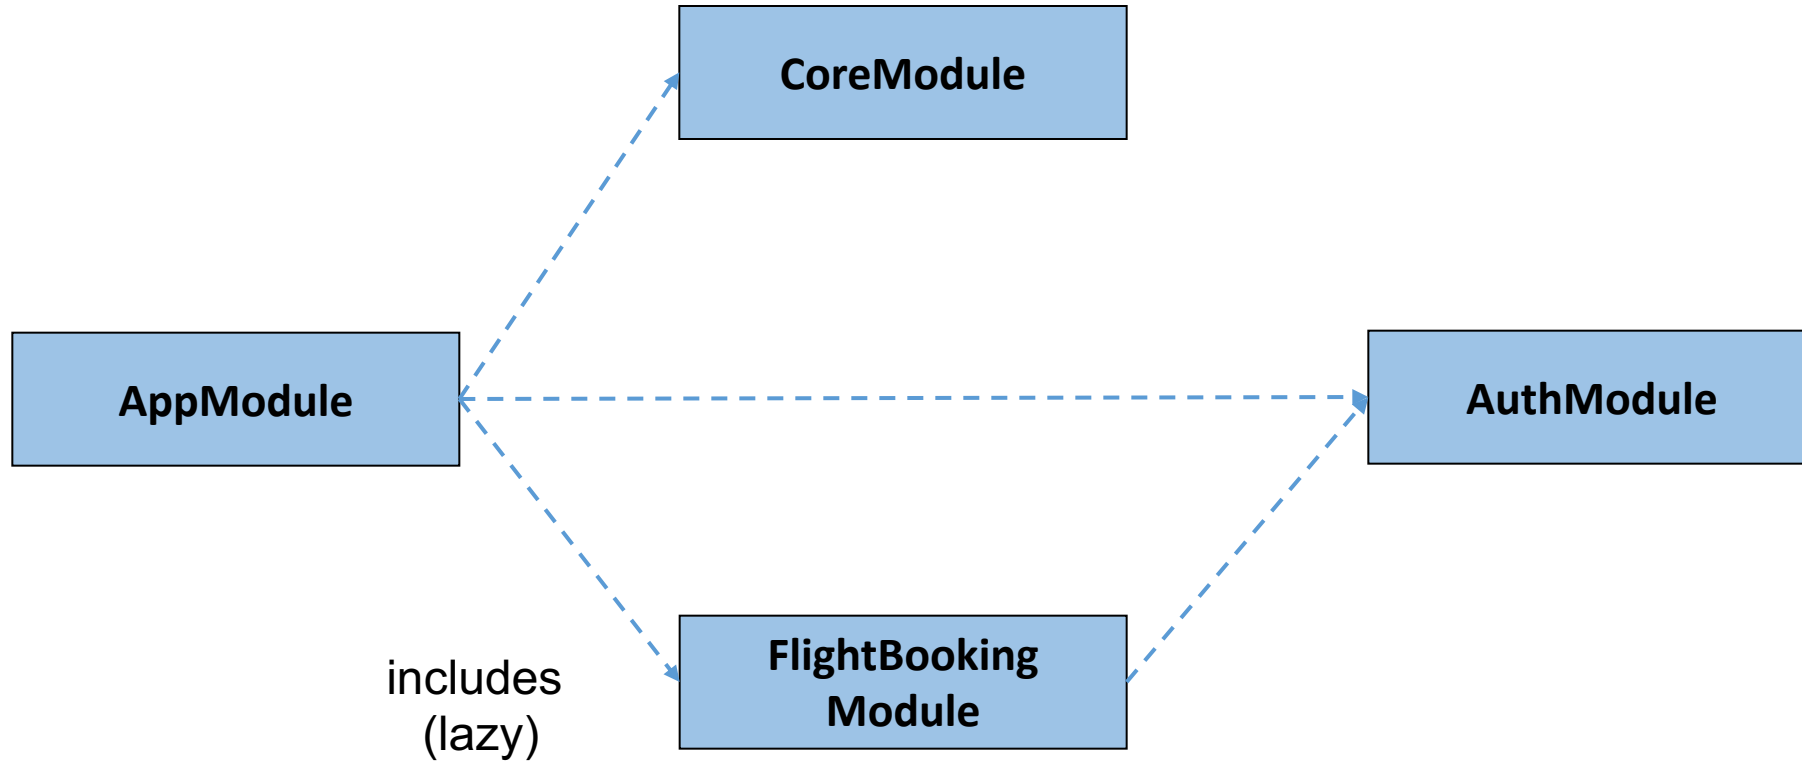 CoreModule
AppModule
AuthModule
FlightBooking
Module
includes
(lazy)